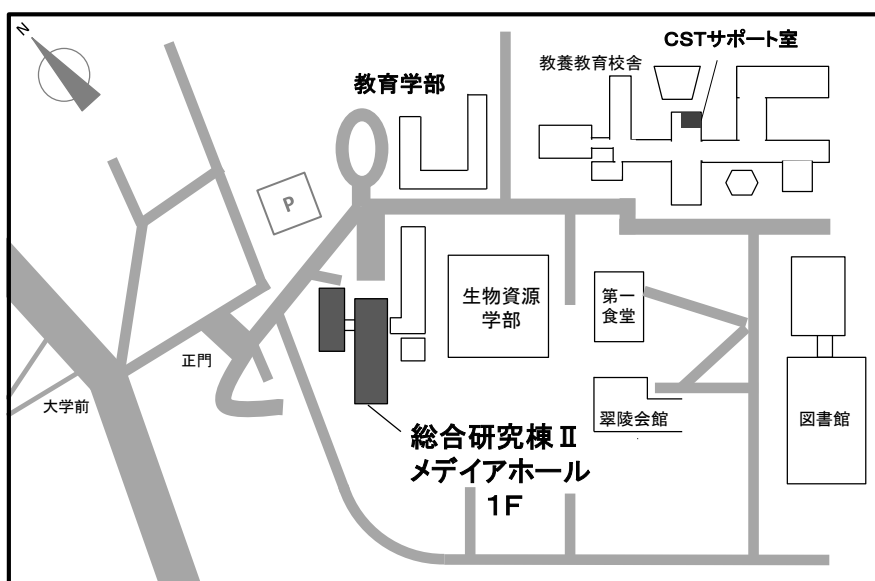 N
CSTサポート室
教養教育校舎
教育学部
P
生物資源
学部
第一
食堂
正門
大学前
翠陵会館
図書館
総合研究棟Ⅱ
メディアホール
1F